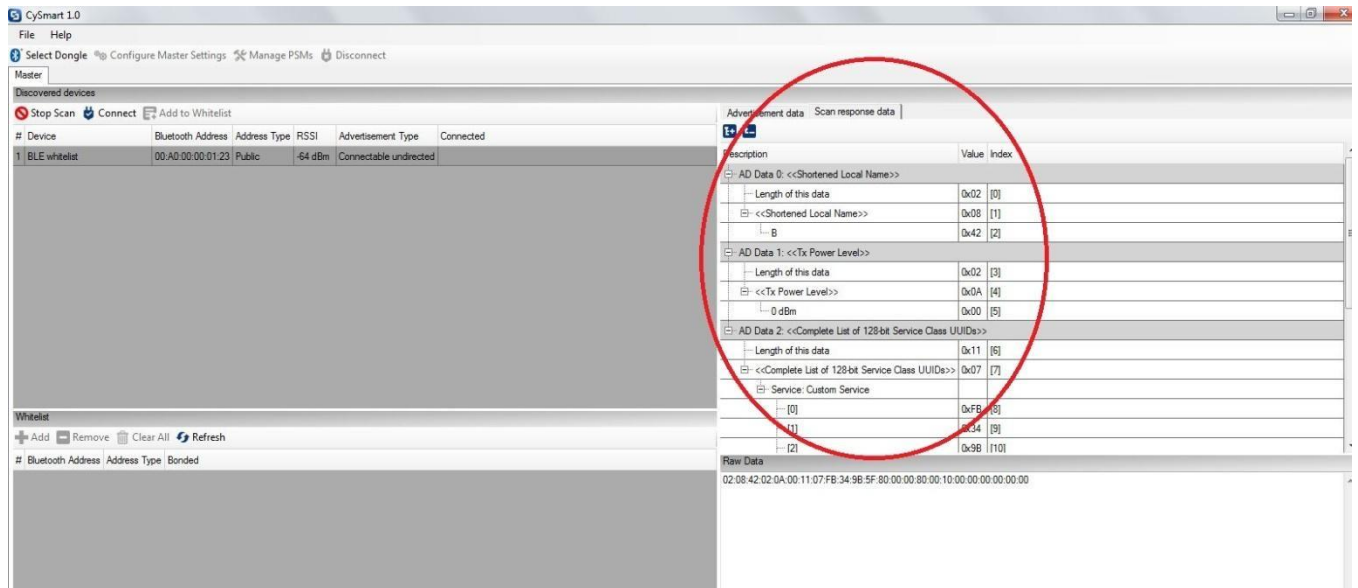 CySmart 1.0
File Help
Select Dongle Configure Master Settings Manage PSMs Disconnect
Master
Discovered devices
Stop Scan Connect Add to Whitelist
# Device Bluetooth Address Address Type RSSI Advertisement Type Connected
1 BLE whitelist 00:A0:00:00:01:23 Public -64 dBm Connectable undirected
Whitelist
Add Remove Clear All Refresh
# Bluetooth Address Address Type Bonded
Advertisement data Scan response data
Description Value Index
AD Data 0: <<Shortened Local Name>>
Length of this data 0x02 [0]
<<Shortened Local Name>> 0x08 [1]
B 0x42 [2]
AD Data 1: <<Tx Power Level>>
Length of this data 0x02 [3]
<<Tx Power Level>> 0x0A [4]
0 dBm 0x00 [5]
AD Data 2: <<Complete List of 128-bit Service Class UUIDs>>
Length of this data 0x11 [6]
<<Complete List of 128-bit Service Class UUIDs>> 0x07 [7]
Service: Custom Service
[0] 0xFB [8]
[1] 0x34 [9]
[2] 0x9B [10]
Raw Data
02:08:42:02:0A:00:11:07:FB:34:9B:5F:80:00:00:80:00:10:00:00:00:00:00:00